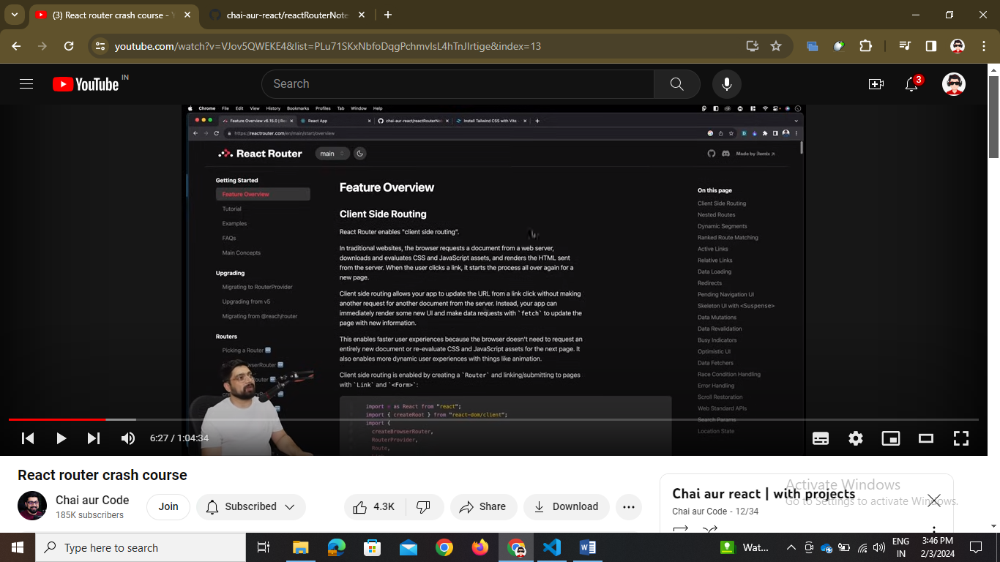 (3) React router crash course - Y
chai-aur-react/reactRouterNote
youtube.com/watch?v=VJov5QWEKE4&list=PLu71SKxNbfoDqgPchmvIsL4hTnJIrtige&index=13
YouTube IN
Search
3
Chrome File Edit View History Bookmarks Profiles Tab Window Help
Feature Overview v6.15.0 | Re
React App
chai-aur-react/reactRouterNo
Install Tailwind CSS with Vite
https://reactrouter.com/en/main/start/overview
React Router
main
Made by
Getting Started
Feature Overview
Tutorial
Examples
FAQs
Main Concepts
Upgrading
Migrating to RouterProvider
Upgrading from v5
Migrating from @reach/router
Routers
Picking a Router
Feature Overview
Client Side Routing
React Router enables "client side routing".
In traditional websites, the browser requests a document from a web server,
downloads and evaluates CSS and JavaScript assets, and renders the HTML sent
from the server. When the user clicks a link, it starts the process all over again for a
new page.
Client side routing allows your app to update the URL from a link click without making
another request for another document from the server. Instead, your app can
immediately render some new UI and make data requests with `fetch` to update the
page with new information.
This enables faster user experiences because the browser doesn't need to request an
entirely new document or re-evaluate CSS and JavaScript assets for the next page. It
also enables more dynamic user experiences with things like animation.
Client side routing is enabled by creating a `Router` and linking/submitting to pages
with `Link` and `<Form>`:
import * as React from "react";
import { createRoot } from "react-dom/client";
import {
createBrowserRouter,
RouterProvider,
Route,
On this page
Client Side Routing
Nested Routes
Dynamic Segments
Ranked Route Matching
Active Links
Relative Links
Data Loading
Redirects
Pending Navigation UI
Skeleton UI with <Suspense>
Data Mutations
Data Revalidation
Busy Indicators
Optimistic UI
Data Fetchers
Race Condition Handling
Error Handling
Scroll Restoration
Web Standard APIs
Search Params
Location State
6:27 / 1:04:34
React router crash course
Chai aur Code
185K subscribers
Join
Subscribed
4.3K
Share
Download
Chai aur react | with projects
Chai aur Code - 12/34
Activate Windows
Go to Settings to activate Windows.
Type here to search
Wat...
ENG
IN
3:46 PM
2/3/2024